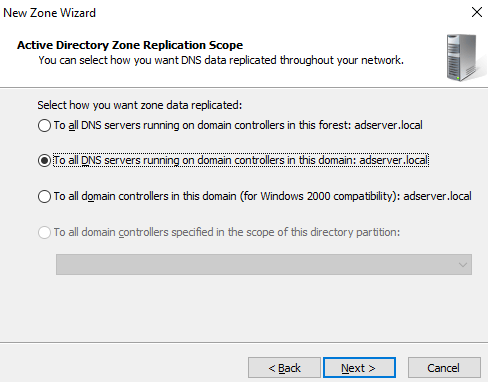 New Zone Wizard
Active Directory Zone Replication Scope
You can select how you want DNS data replicated throughout your network.
Select how you want zone data replicated:
To all DNS servers running on domain controllers in this forest: adserver.local
To all DNS servers running on domain controllers in this domain: adserver.local
To all domain controllers in this domain (for Windows 2000 compatibility): adserver.local
To all domain controllers specified in the scope of this directory partition:
< Back
Next >
Cancel